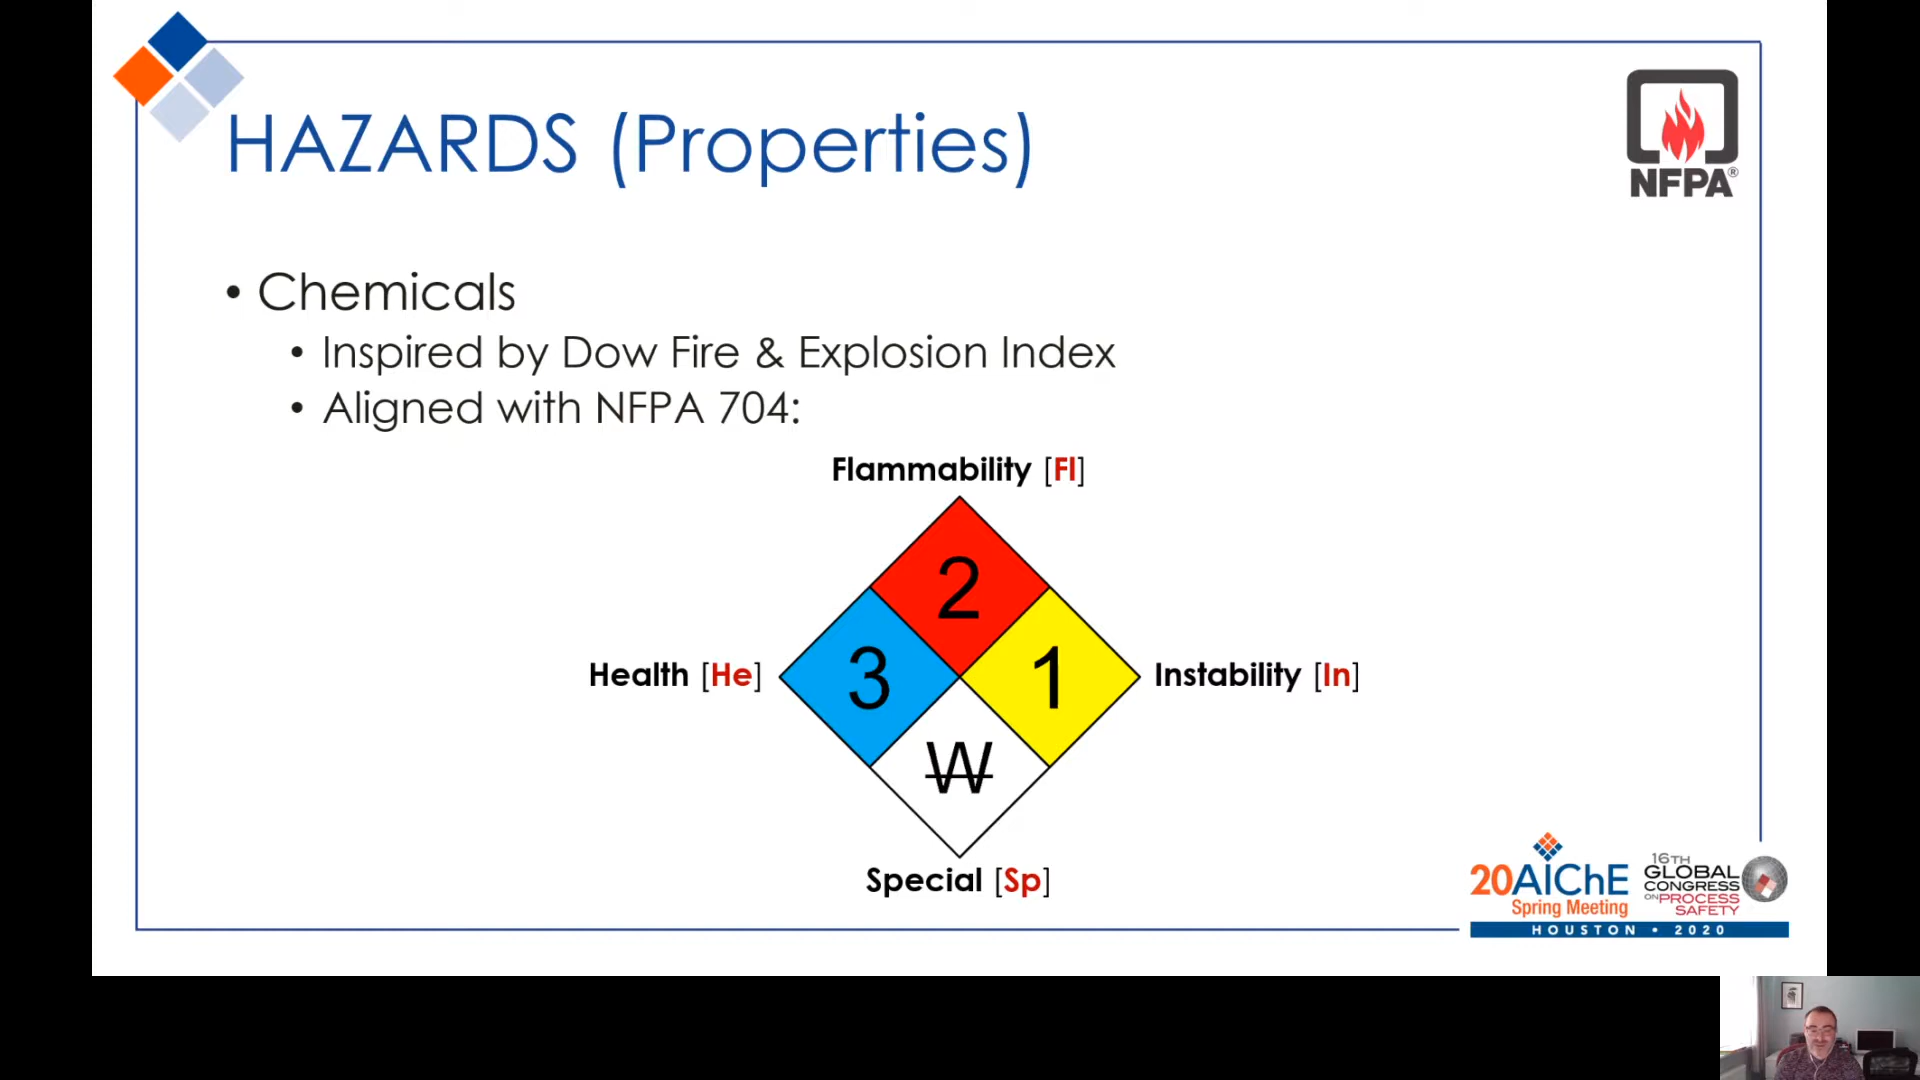 HAZARDS (Properties)
NFPA®
• Chemicals
• Inspired by Dow Fire & Explosion Index
• Aligned with NFPA 704:
Flammability [Fl]
2
Health [He]
3
1
Instability [In]
W
Special [Sp]
20AIChE
Spring Meeting
16TH
GLOBAL
CONGRESS
ON PROCESS
SAFETY
HOUSTON • 2020